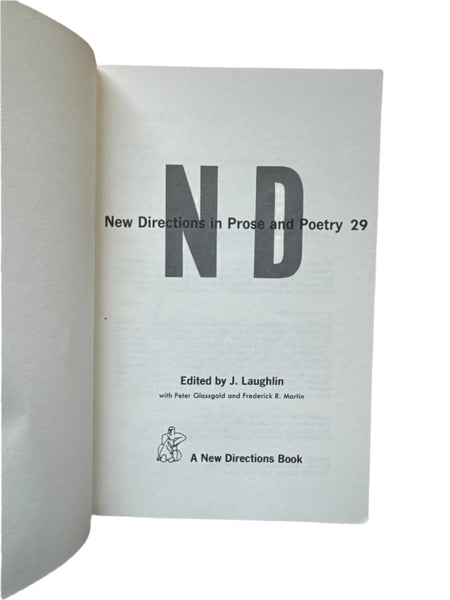 N D
New Directions in Prose and Poetry 29
Edited by J. Laughlin
with Peter Glassgold and Frederick R. Martin
A New Directions Book